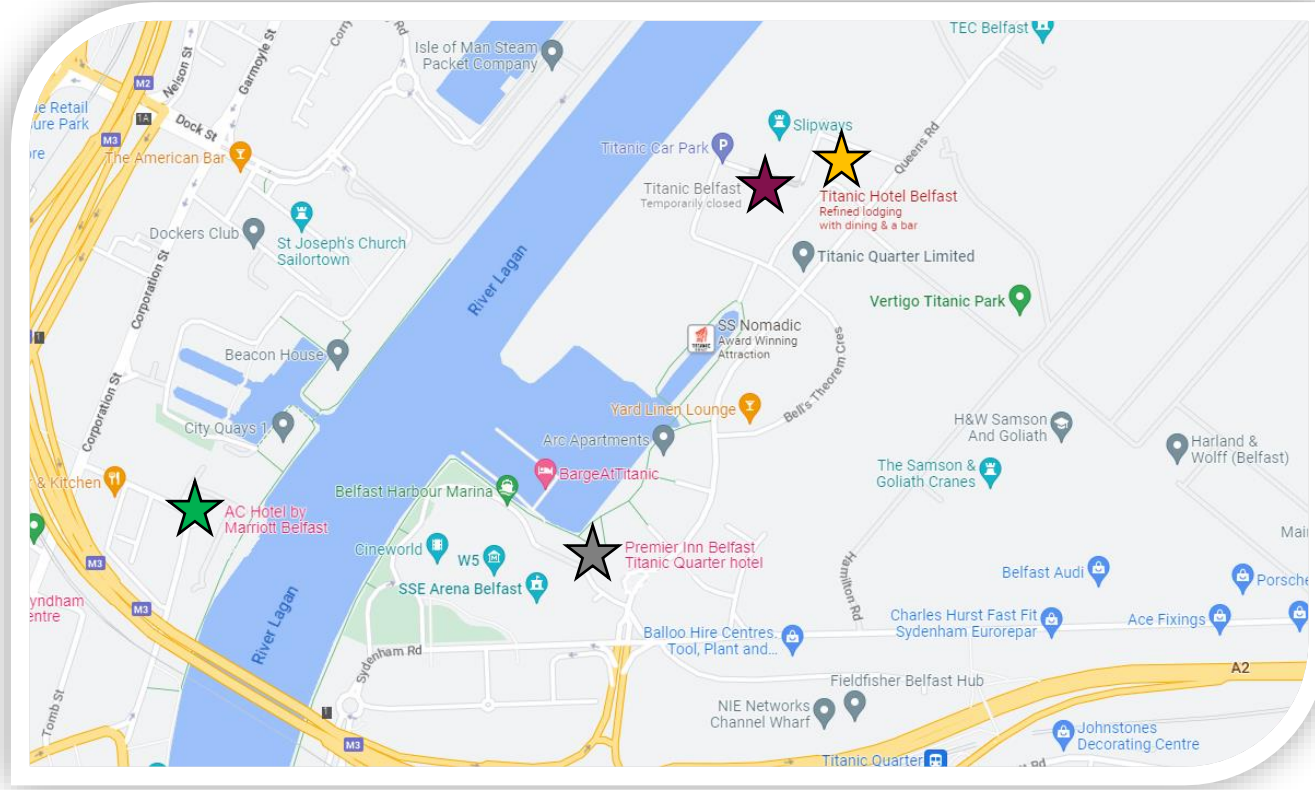 TEC Belfast
Isle of Man Steam
Packet Company
Nelson St
Garmoyle St
M2
1A
M3
Dock St
The American Bar
Slipways
Titanic Car Park
P
Queens Rd
Titanic Belfast
Temporarily closed
Titanic Hotel Belfast
Refined lodging
with dining & a bar
Dockers Club
St Joseph's Church
Sailortown
Titanic Quarter Limited
Corporation St
River Lagan
Vertigo Titanic Park
SS Nomadic
Award Winning
Attraction
Beacon House
1
Bell's Theorem Cres
Corporation St
Yard Linen Lounge
City Quays 1
Arc Apartments
H&W Samson
And Goliath
Harland &
Wolff (Belfast)
& Kitchen
BargeAtTitanic
The Samson &
Goliath Cranes
Belfast Harbour Marina
AC Hotel by
Marriott Belfast
Cineworld
W5
Premier Inn Belfast
Titanic Quarter hotel
SSE Arena Belfast
M3
Hamilton Rd
Belfast Audi
Porsche
M3
River Lagan
Charles Hurst Fast Fit
Sydenham Eurorepar
Ace Fixings
Balloo Hire Centres.
Tool, Plant and...
Sydenham Rd
A2
Fieldfisher Belfast Hub
Tomb St
NIE Networks
Channel Wharf
1
M3
Johnstones
Decorating Centre
Titanic Quarter
Rd